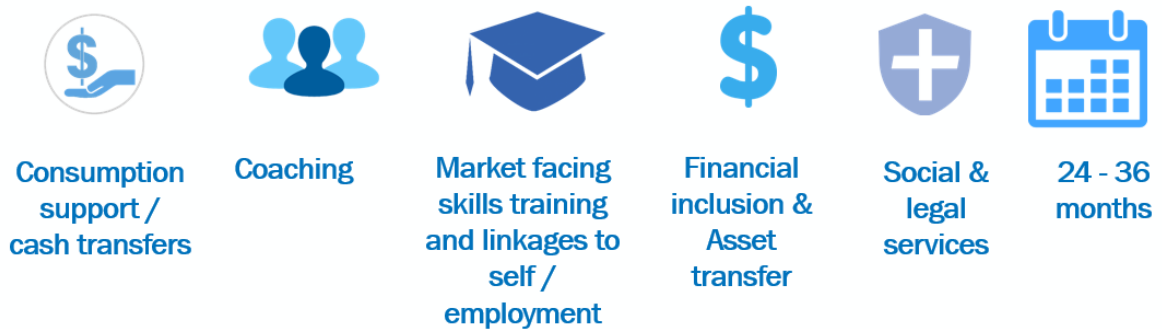 Consumption
support /
cash transfers
Coaching
Market facing
skills training
and linkages to
self /
employment
Financial
inclusion &
Asset
transfer
Social &
legal
services
24 - 36
months